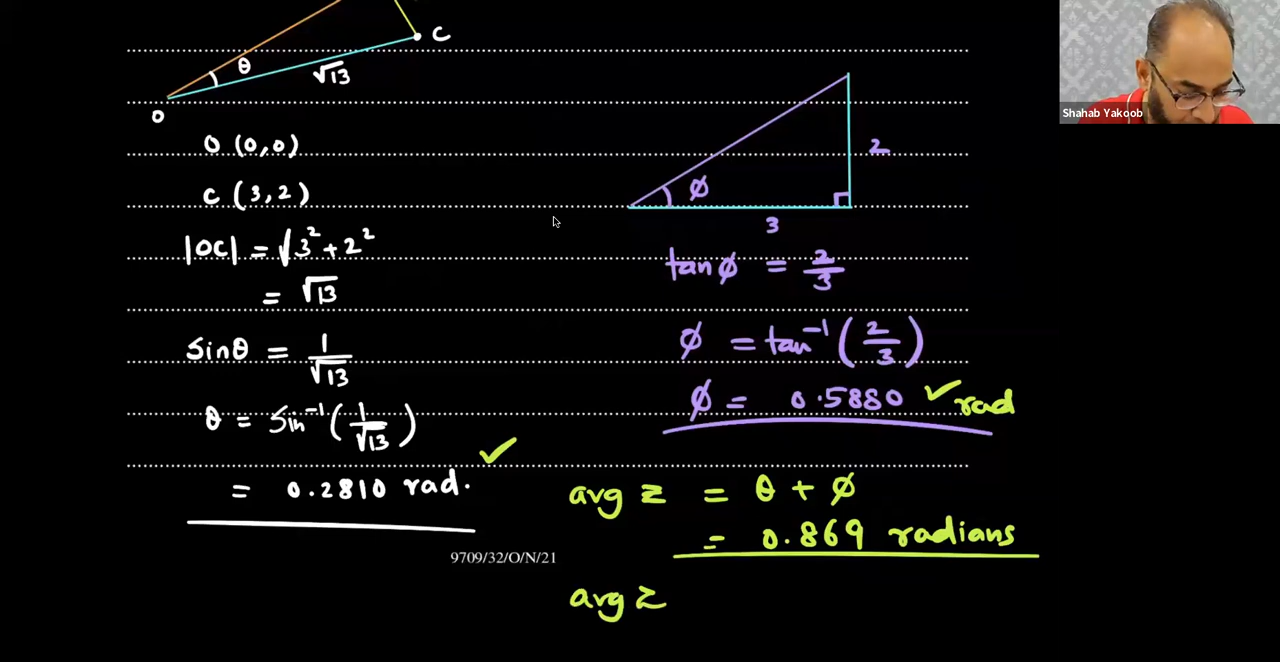 C
θ
√13
O
O (0,0)
C (3,2)
|OC| = √3² + 2²
= √13
sinθ = 1/√13
θ = Sin⁻¹ (1/√13)
= 0.2810 rad.
9709/32/O/N/21
2
ϕ
3
tanϕ = 2/3
ϕ = tan⁻¹ (2/3)
ϕ = 0.5880 ✓ rad
✓
arg z = θ + ϕ
= 0.869 radians
arg z
Shahab Yakoob